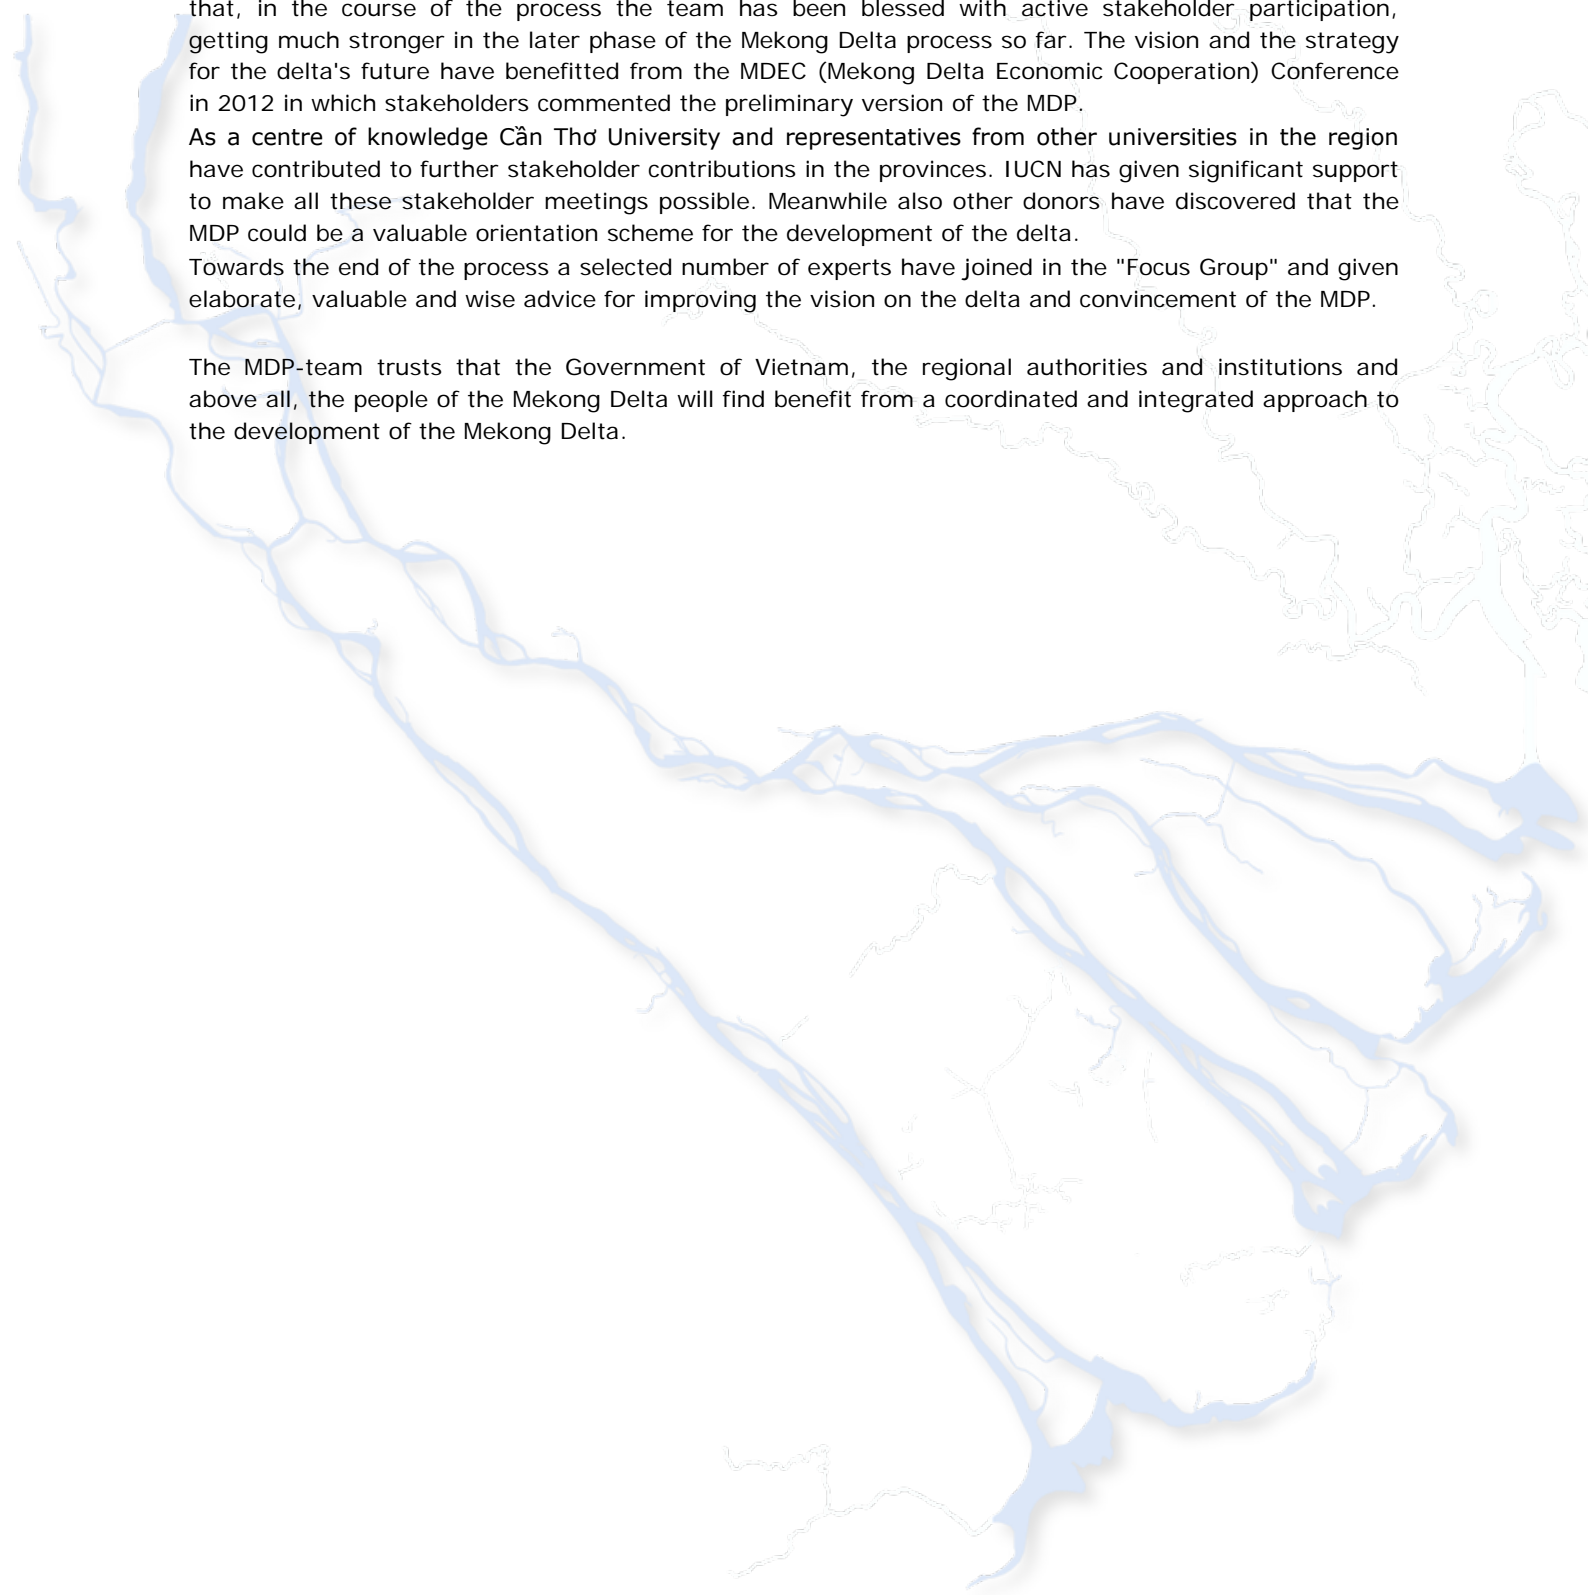 that, in the course of the process the team has been blessed with active stakeholder participation,
getting much stronger in the later phase of the Mekong Delta process so far. The vision and the strategy
for the delta's future have benefitted from the MDEC (Mekong Delta Economic Cooperation) Conference
in 2012 in which stakeholders commented the preliminary version of the MDP.
As a centre of knowledge Cần Thơ University and representatives from other universities in the region
have contributed to further stakeholder contributions in the provinces. IUCN has given significant support
to make all these stakeholder meetings possible. Meanwhile also other donors have discovered that the
MDP could be a valuable orientation scheme for the development of the delta.
Towards the end of the process a selected number of experts have joined in the "Focus Group" and given
elaborate, valuable and wise advice for improving the vision on the delta and convincement of the MDP.
The MDP-team trusts that the Government of Vietnam, the regional authorities and institutions and
above all, the people of the Mekong Delta will find benefit from a coordinated and integrated approach to
the development of the Mekong Delta.